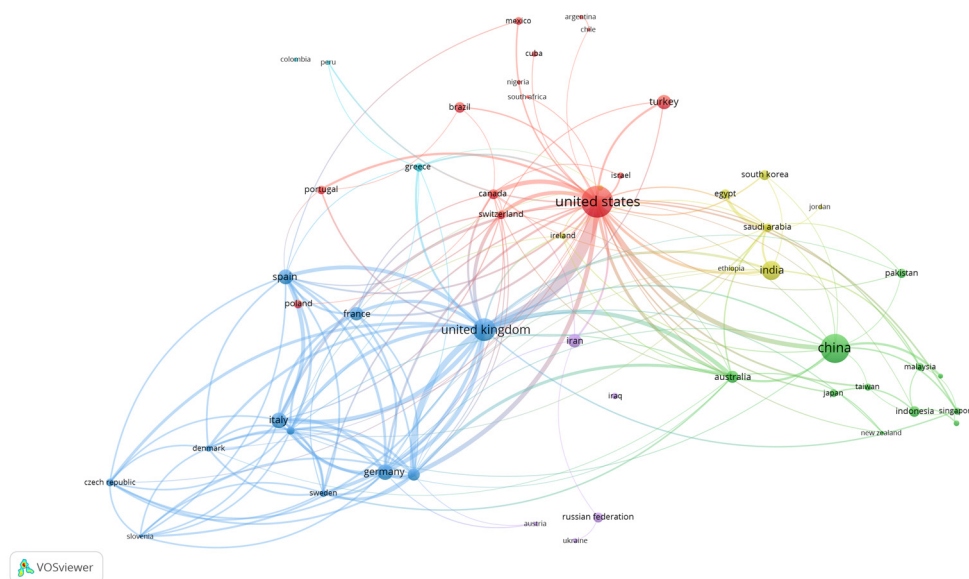 argentina
mexico
chile
cuba
colombia
peru
nigeria
south africa
brazil
turkey
greece
israel
south korea
portugal
canada
egypt
united states
jordan
switzerland
saudi arabia
ireland
spain
ethiopia
india
pakistan
poland
france
united kingdom
iran
china
malaysia
australia
taiwan
iraq
japan
indonesia
singapor
italy
new zealand
denmark
germany
czech republic
sweden
russian federation
austria
slovenia
ukraine
VOSviewer